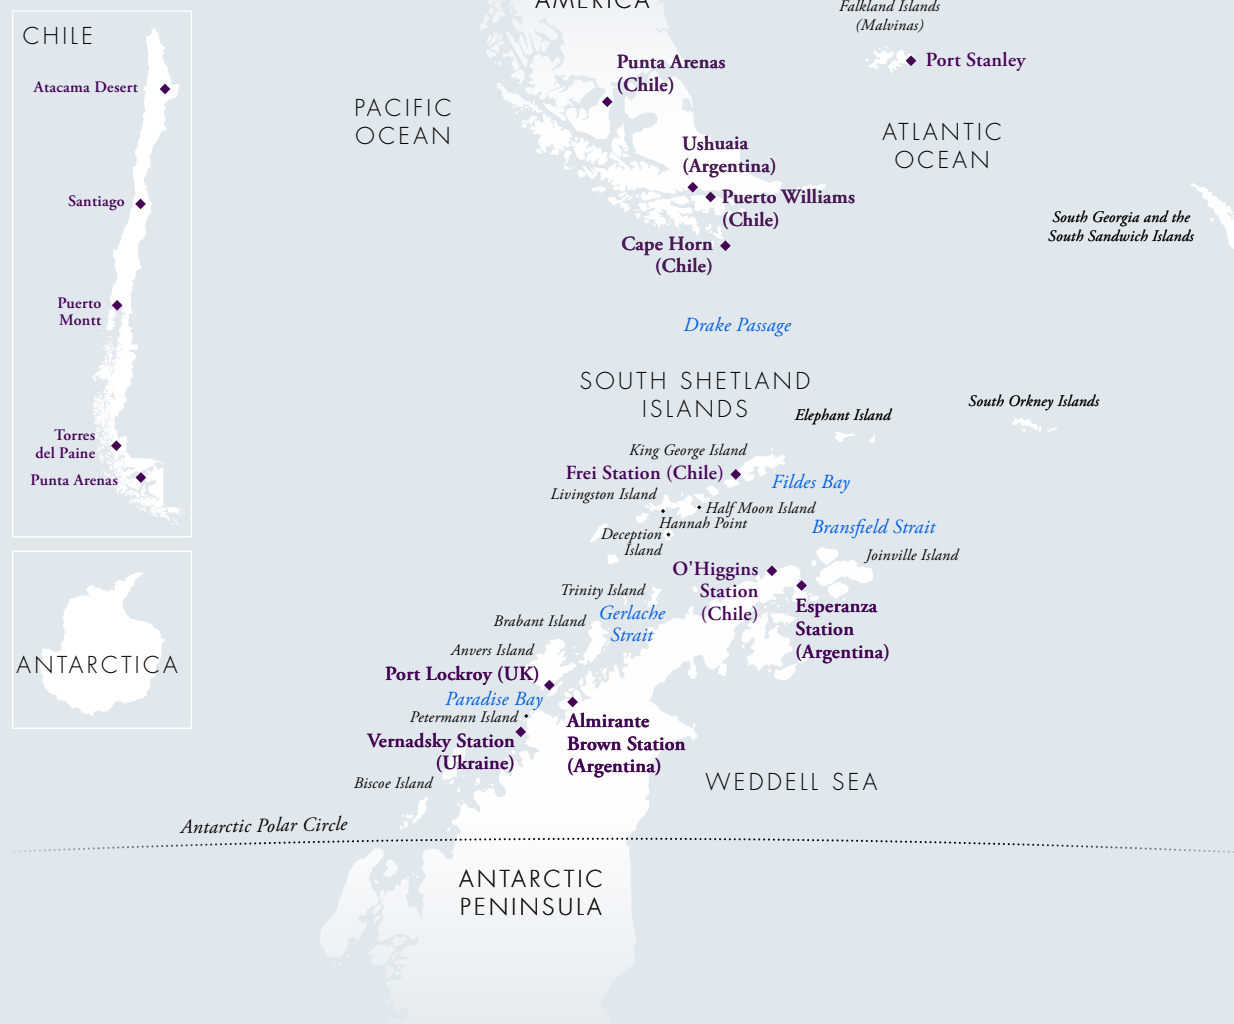 CHILE
Atacama Desert
Santiago
Puerto
Montt
Torres
del Paine
Punta Arenas
ANTARCTICA
AMERICA
Falkland Islands
(Malvinas)
Port Stanley
Punta Arenas
(Chile)
PACIFIC
OCEAN
ATLANTIC
OCEAN
Ushuaia
(Argentina)
Puerto Williams
(Chile)
Cape Horn
(Chile)
South Georgia and the
South Sandwich Islands
Drake Passage
SOUTH SHETLAND
ISLANDS
Elephant Island
South Orkney Islands
King George Island
Frei Station (Chile)
Fildes Bay
Livingston Island
Half Moon Island
Hannah Point
Deception
Island
Bransfield Strait
Joinville Island
O'Higgins
Station
(Chile)
Esperanza
Station
(Argentina)
Trinity Island
Gerlache
Strait
Brabant Island
Anvers Island
Port Lockroy (UK)
Paradise Bay
Petermann Island
Almirante
Brown Station
(Argentina)
Vernadsky Station
(Ukraine)
Biscoe Island
WEDDELL SEA
Antarctic Polar Circle
ANTARCTIC
PENINSULA